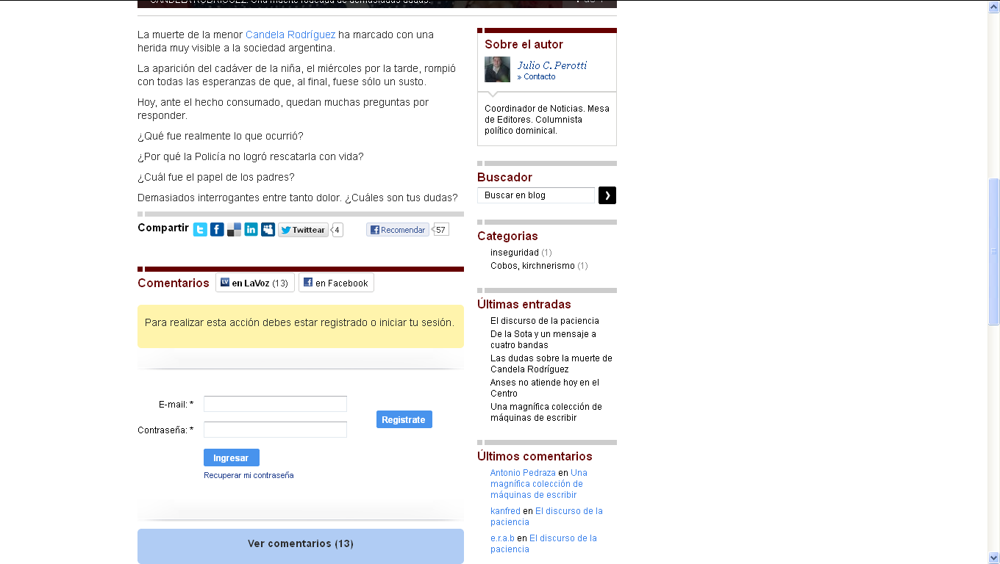 CANDELA RODRÍGUEZ. Una muerte rodeada de demasiadas dudas.
La muerte de la menor Candela Rodríguez ha marcado con una
herida muy visible a la sociedad argentina.
La aparición del cadáver de la niña, el miércoles por la tarde, rompió
con todas las esperanzas de que, al final, fuese sólo un susto.
Hoy, ante el hecho consumado, quedan muchas preguntas por
responder.
¿Qué fue realmente lo que ocurrió?
¿Por qué la Policía no logró rescatarla con vida?
¿Cuál fue el papel de los padres?
Demasiados interrogantes entre tanto dolor. ¿Cuáles son tus dudas?
Compartir Twittear 4 Recomendar 57
Comentarios LV en LaVoz (13) en Facebook
Para realizar esta acción debes estar registrado o iniciar tu sesión.
E-mail: *
Contraseña: *
Registrate
Ingresar
Recuperar mi contraseña
Ver comentarios (13)
Sobre el autor
Julio C. Perotti
» Contacto
Coordinador de Noticias. Mesa
de Editores. Columnista
político dominical.
Buscador
Buscar en blog
Categorias
inseguridad (1)
Cobos, kirchnerismo (1)
Últimas entradas
El discurso de la paciencia
De la Sota y un mensaje a
cuatro bandas
Las dudas sobre la muerte de
Candela Rodríguez
Anses no atiende hoy en el
Centro
Una magnífica colección de
máquinas de escribir
Últimos comentarios
Antonio Pedraza en Una
magnífica colección de
máquinas de escribir
kanfred en El discurso de la
paciencia
e.r.a.b en El discurso de la
paciencia